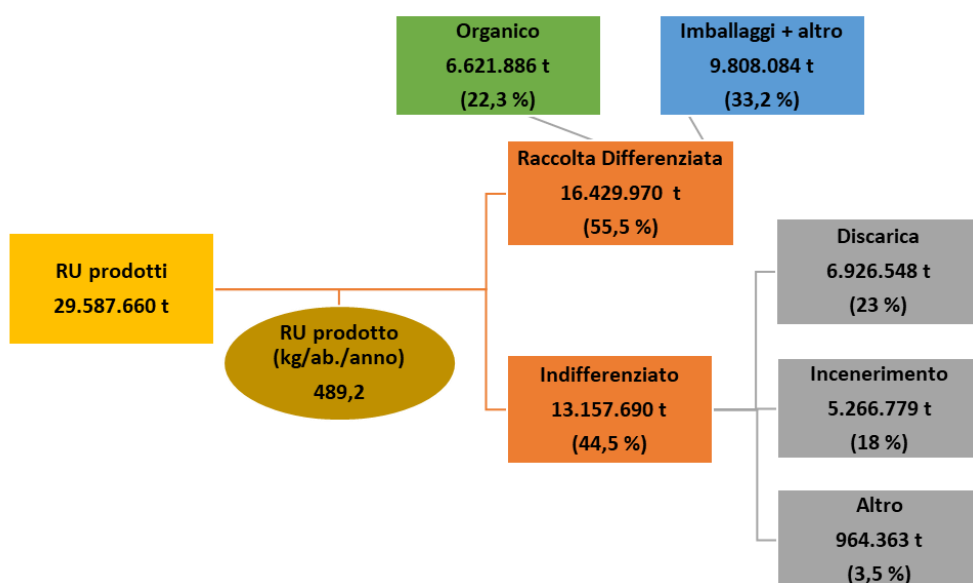 Organico
6.621.886 t
(22,3 %)
Imballaggi + altro
9.808.084 t
(33,2 %)
Raccolta Differenziata
16.429.970 t
(55,5 %)
RU prodotti
29.587.660 t
RU prodotto
(kg/ab./anno)
489,2
Indifferenziato
13.157.690 t
(44,5 %)
Discarica
6.926.548 t
(23 %)
Incenerimento
5.266.779 t
(18 %)
Altro
964.363 t
(3,5 %)